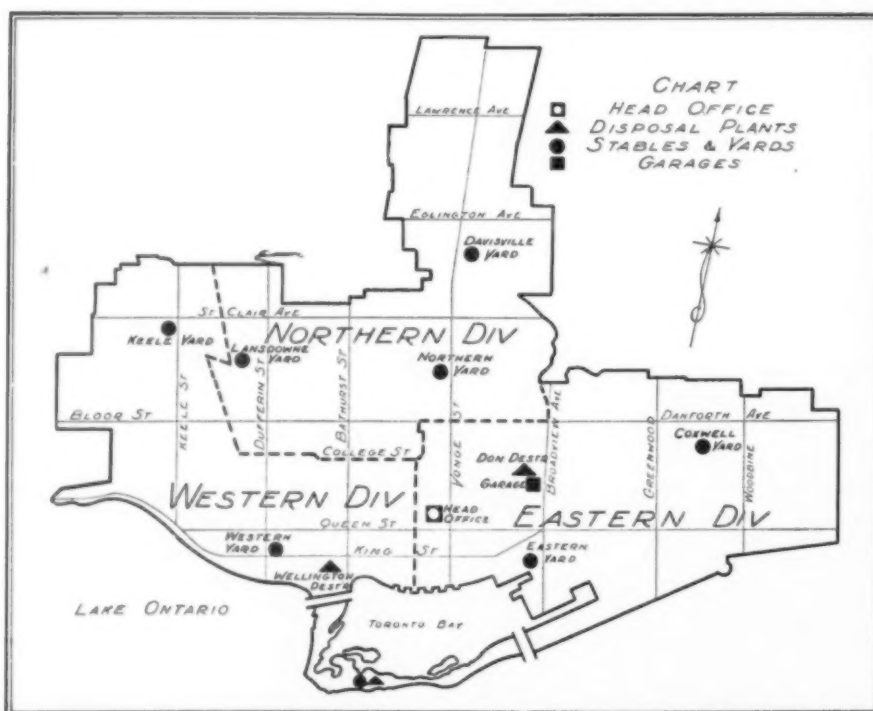 CHART
HEAD OFFICE
DISPOSAL PLANTS
STABLES & YARDS
GARAGES
LAWRENCE AVE
EGLINGTON AVE
DAVISVILLE
YARD
ST CLAIR AVE
NORTHERN DIV
KEELE YARD
LANSDOWNE
YARD
NORTHERN
YARD
KEELE ST
DUFFERIN ST
BATHURST ST
YONGE ST
BROADVIEW AVE
GREENWOOD
WOODBINE
BLOOR ST
DANFORTH AVE
COXWELL
YARD
COLLEGE ST
DON DESTR
GARAGE
WESTERN DIV
HEAD
OFFICE
EASTERN DIV
QUEEN ST
WESTERN
YARD
KING ST
EASTERN
YARD
WELLINGTON
DESTR
LAKE ONTARIO
TORONTO BAY